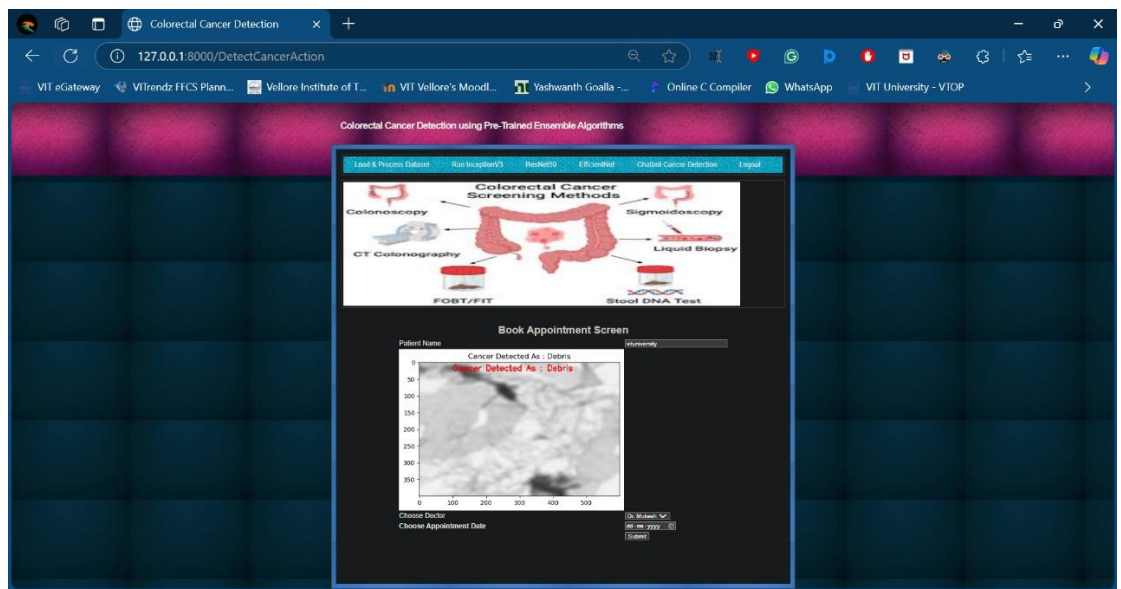 Colorectal Cancer Detection
127.0.0.1:8000/DetectCancerAction
VIT eGateway VITrendz FFCS Plann... Vellore Institute of T... VIT Vellore's Moodl... Yashwanth Goalla -... Online C Compiler WhatsApp VIT University - VTOP
Colorectal Cancer Detection using Pre-Trained Ensemble Algorithms
Load & Process Dataset Run InceptionV3 ResNet50 EfficientNet Chatbot Cancer Detection Logout
Colorectal Cancer
Screening Methods
Colonoscopy Sigmoidoscopy
CT Colonography Liquid Biopsy
FOBT/FIT Stool DNA Test
Book Appointment Screen
Patient Name vituniversity
Cancer Detected As : Debris
Cancer Detected As : Debris
0
50
100
150
200
250
300
350
0 100 200 300 400 500
Choose Doctor Dr. Mukesh
Choose Appointment Date dd-mm-yyyy
Submit